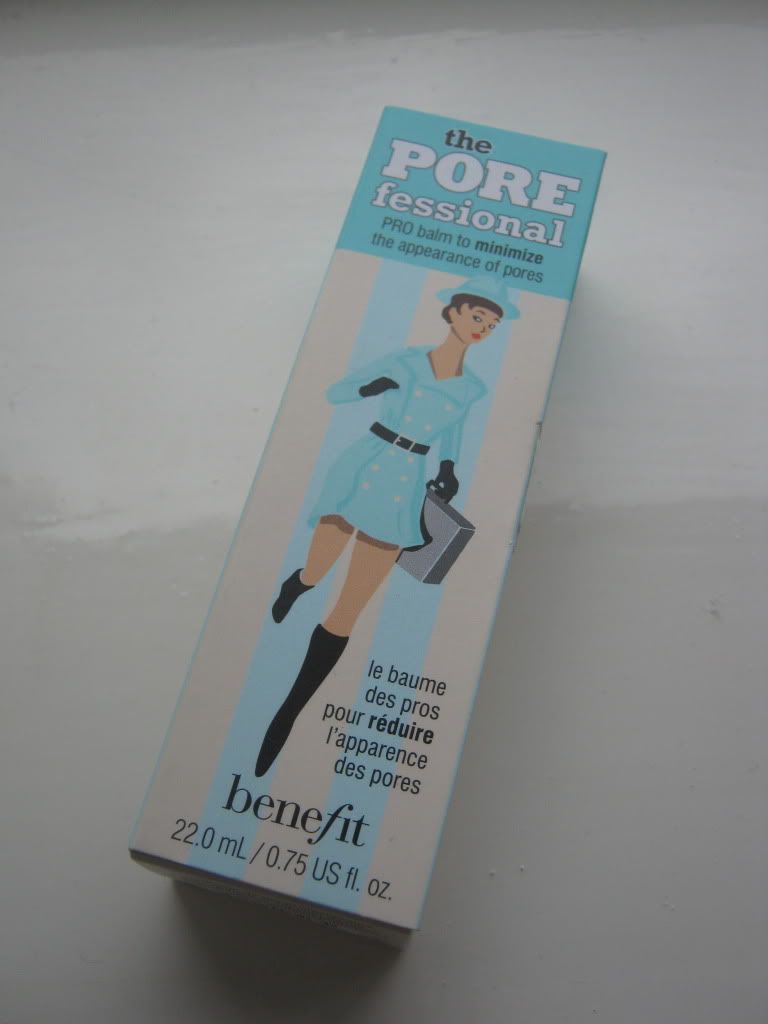 the
PORE
fessional
PRO balm to minimize
the appearance of pores
le baume
des pros
pour réduire
l'apparence
des pores
benefit
22.0 mL / 0.75 US fl. oz.